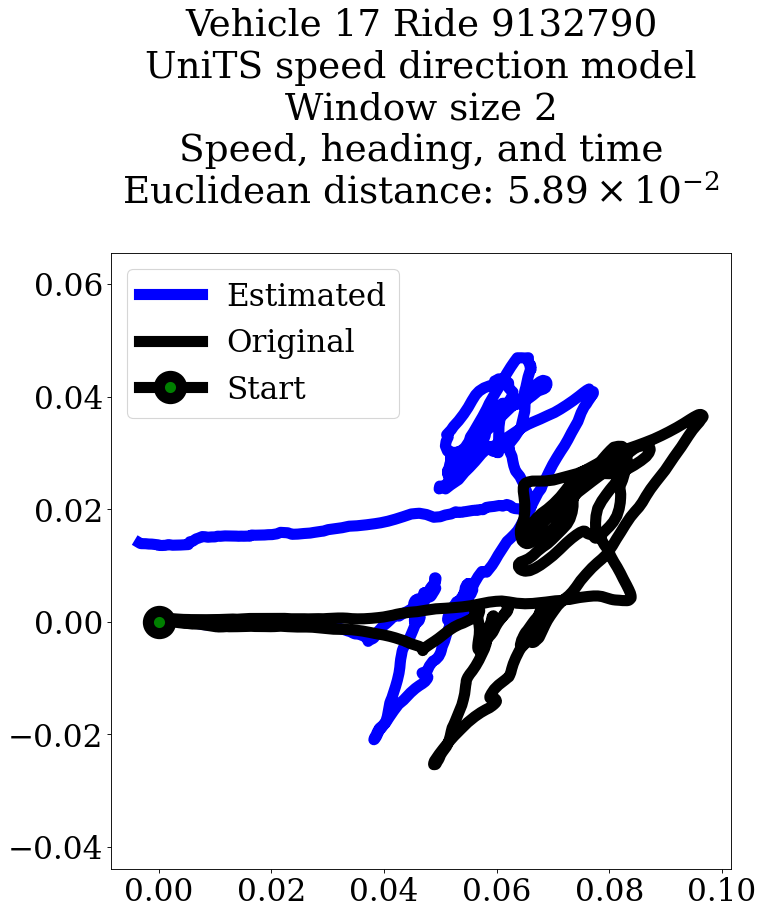 Vehicle 17 Ride 9132790
UniTS speed direction model
Window size 2
Speed, heading, and time
Euclidean distance: 5.89 × 10⁻²
Estimated
Original
Start
0.06
0.04
0.02
0.00
−0.02
−0.04
0.00 0.02 0.04 0.06 0.08 0.10